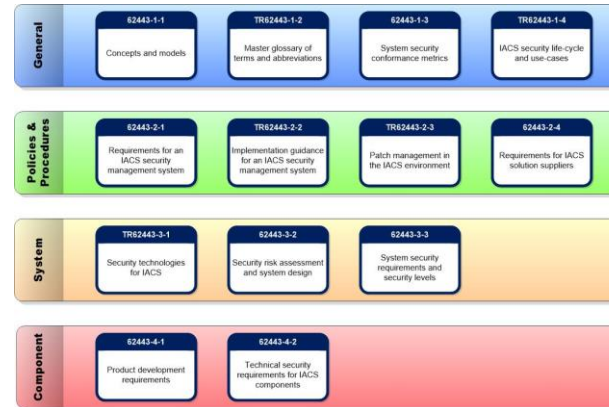 General
62443-1-1
Concepts and models
TR62443-1-2
Master glossary of
terms and abbreviations
62443-1-3
System security
conformance metrics
TR62443-1-4
IACS security life-cycle
and use-cases
Policies &
Procedures
62443-2-1
Requirements for an
IACS security
management system
TR62443-2-2
Implementation guidance
for an IACS security
management system
TR62443-2-3
Patch management in
the IACS environment
62443-2-4
Requirements for IACS
solution suppliers
System
TR62443-3-1
Security technologies
for IACS
62443-3-2
Security risk assessment
and system design
62443-3-3
System security
requirements and
security levels
Component
62443-4-1
Product development
requirements
62443-4-2
Technical security
requirements for IACS
components